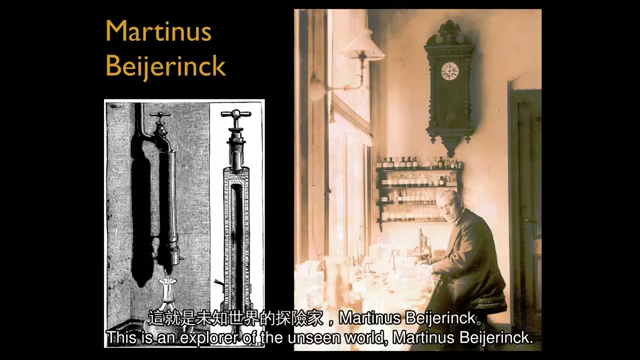 Martinus
Beijerinck
這就是未知世界的探險家，Martinus Beijerinck。
This is an explorer of the unseen world, Martinus Beijerinck.